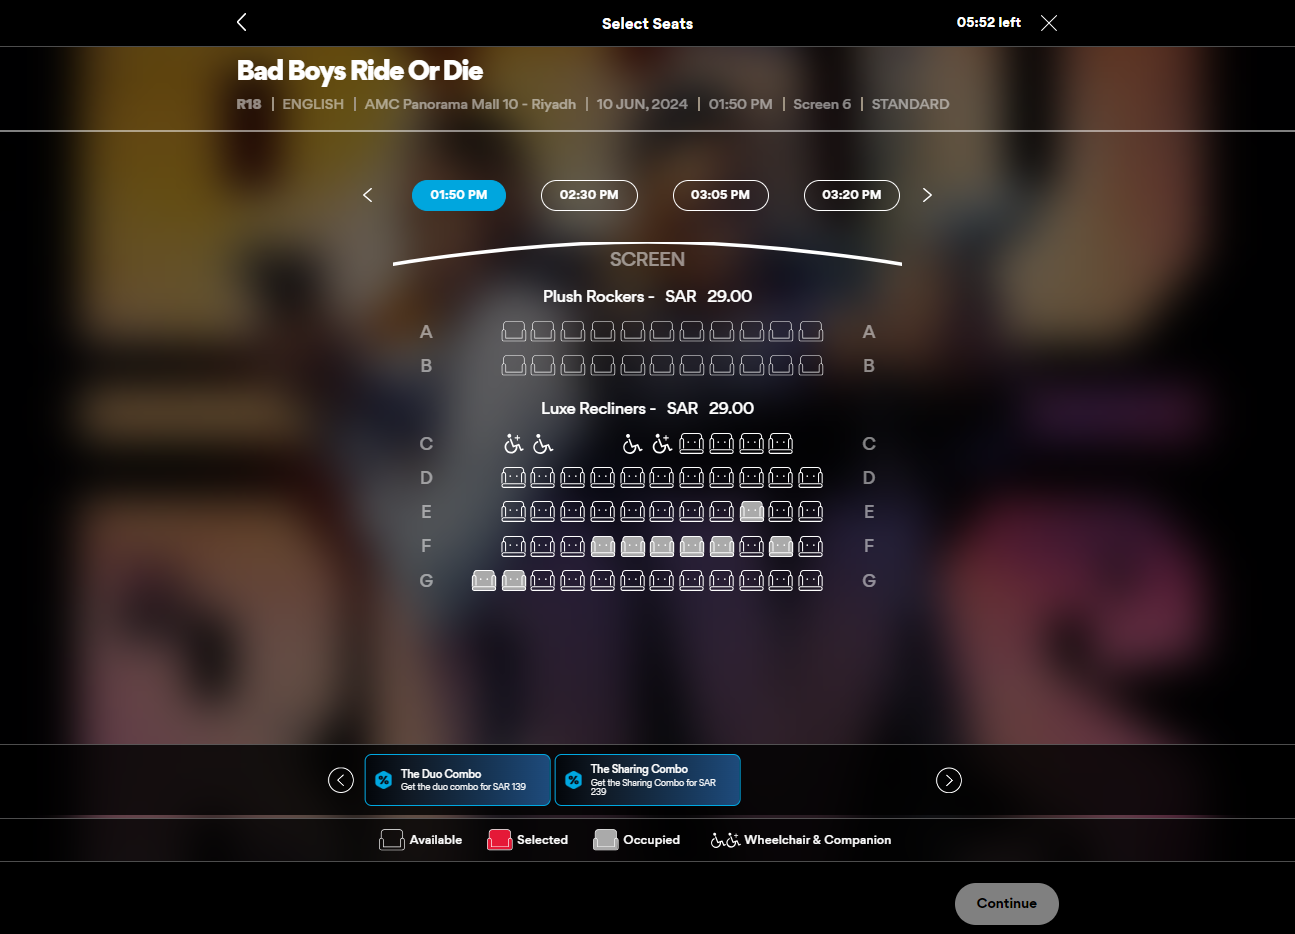 Select Seats
05:52 left
Bad Boys Ride Or Die
R18 | ENGLISH | AMC Panorama Mall 10 - Riyadh | 10 JUN, 2024 | 01:50 PM | Screen 6 | STANDARD
01:50 PM 02:30 PM 03:05 PM 03:20 PM
SCREEN
Plush Rockers - SAR 29.00
A A
B B
Luxe Recliners - SAR 29.00
C C
D D
E E
F F
G G
The Duo Combo
Get the duo combo for SAR 139
The Sharing Combo
Get the Sharing Combo for SAR
239
Available Selected Occupied Wheelchair & Companion
Continue